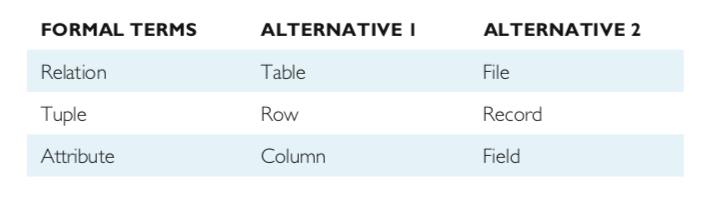 FORMAL TERMS ALTERNATIVE 1 ALTERNATIVE 2
Relation Table File
Tuple Row Record
Attribute Column Field